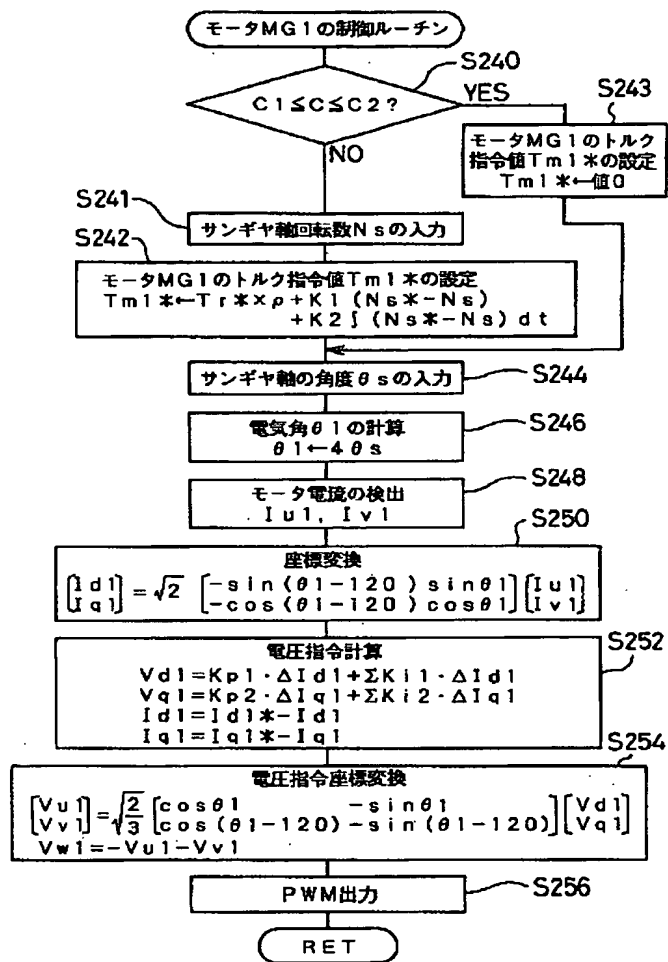 モータMG1の制御ルーチン
S240
C1≦C≦C2?
YES
S243
モータMG1のトルク
指令値Tm1*の設定
Tm1*←値0
NO
S241
サンギヤ軸回転数Nsの入力
S242
モータMG1のトルク指令値Tm1*の設定
Tm1*←Tr*×ρ+K1(Ns*-Ns)
+K2∫(Ns*-Ns)dt
サンギヤ軸の角度θsの入力
S244
電気角θ1の計算
θ1←4θs
S246
モータ電流の検出
Iu1, Iv1
S248
S250
座標変換
[Id1] = √2 [-sin(θ1-120) sinθ1] [Iu1]
[Iq1] [-cos(θ1-120) cosθ1] [Iv1]
電圧指令計算
S252
Vd1=Kp1·ΔId1+ΣKi1·ΔId1
Vq1=Kp2·ΔIq1+ΣKi2·ΔIq1
Id1=Id1*-Id1
Iq1=Iq1*-Iq1
S254
電圧指令座標変換
[Vu1] = √2/3 [cosθ1 -sinθ1] [Vd1]
[Vv1] [cos(θ1-120) -sin(θ1-120)] [Vq1]
Vw1=-Vu1-Vv1
PWM出力
S256
RET